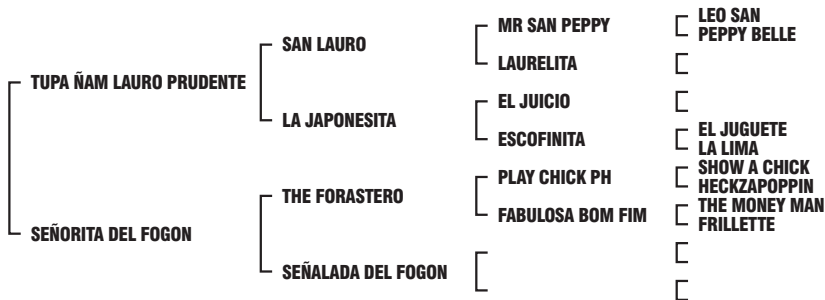 LEO SAN
MR SAN PEPPY
PEPPY BELLE
SAN LAURO
LAURELITA
TUPA ÑAM LAURO PRUDENTE
EL JUICIO
LA JAPONESITA
ESCOFINITA
EL JUGUETE
LA LIMA
SHOW A CHICK
PLAY CHICK PH
HECKZAPOPPIN
THE FORASTERO
THE MONEY MAN
FABULOSA BOM FIM
FRILLETTE
SEÑORITA DEL FOGON
SEÑALADA DEL FOGON